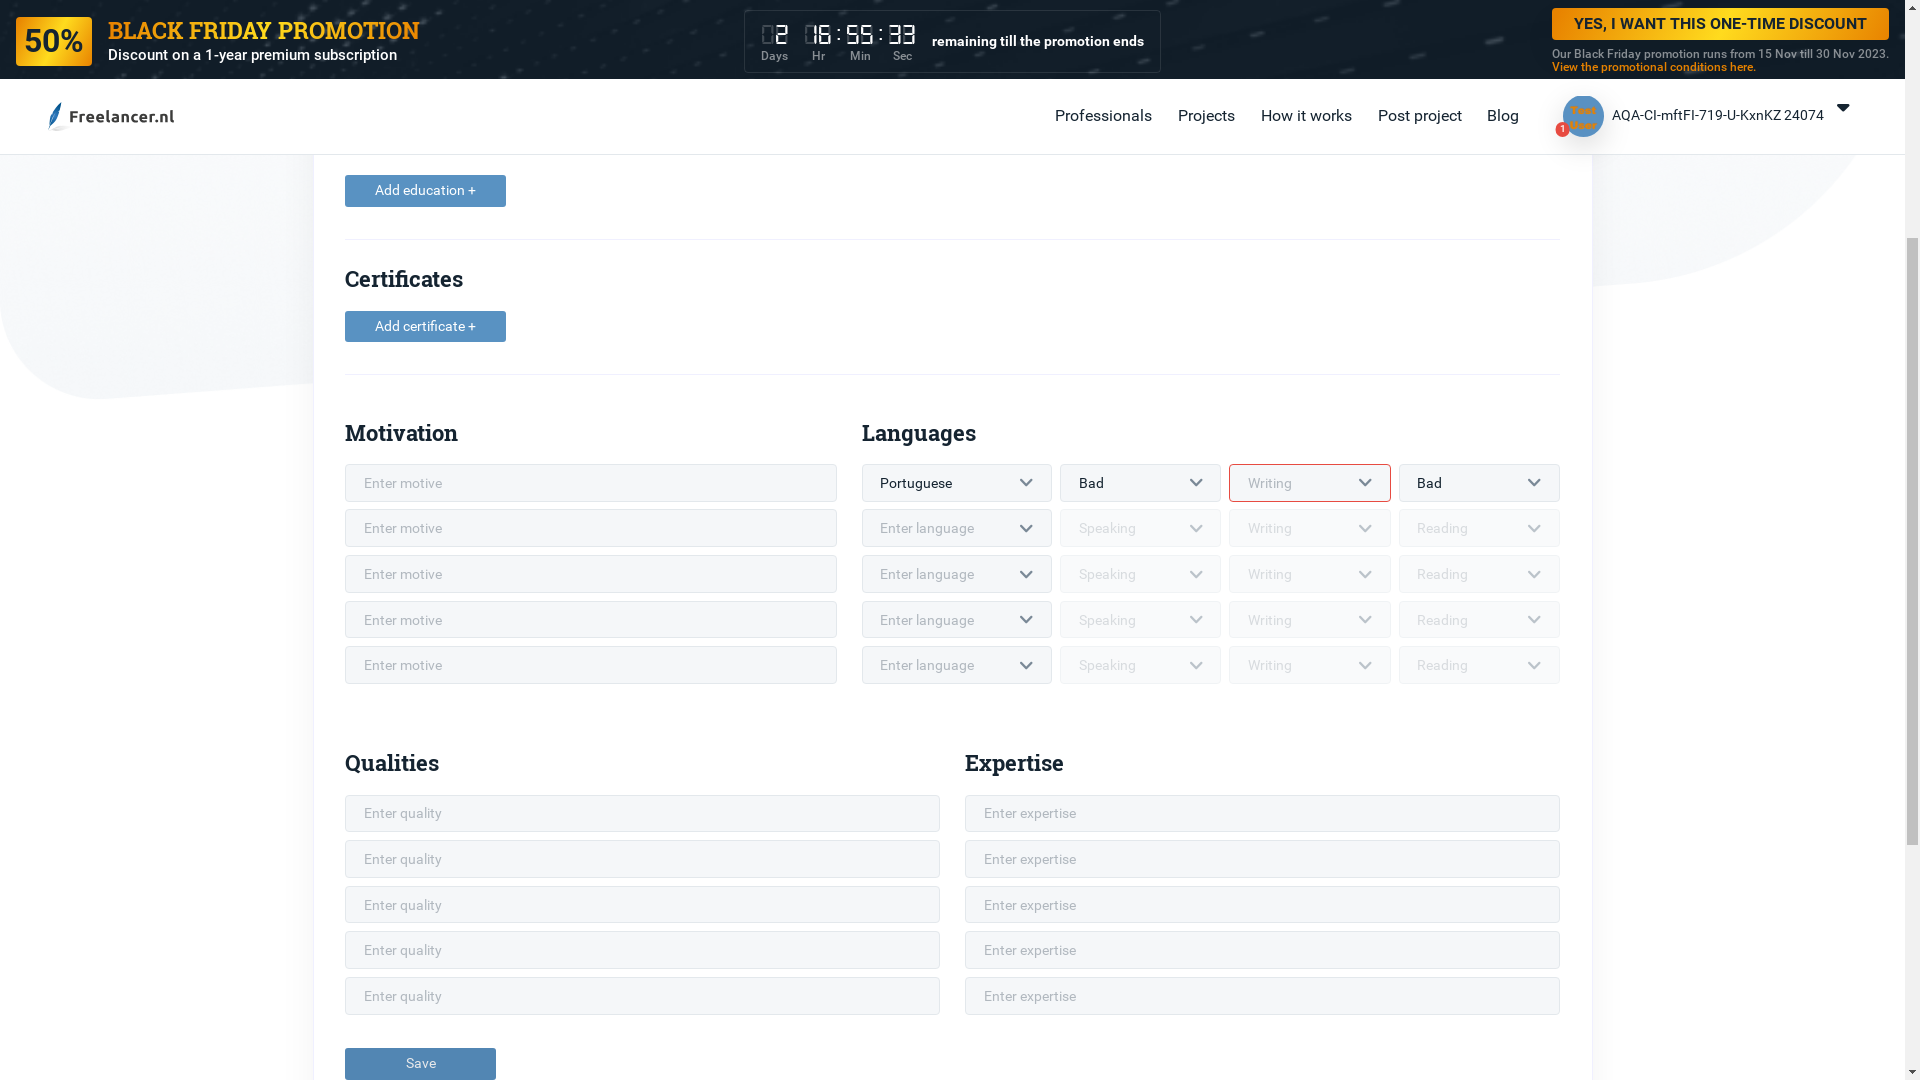 50%
BLACK FRIDAY PROMOTION
Discount on a 1-year premium subscription
2 16 : 55 : 33
Days Hr Min Sec
remaining till the promotion ends
YES, I WANT THIS ONE-TIME DISCOUNT
Our Black Friday promotion runs from 15 Nov till 30 Nov 2023.
View the promotional conditions here.
Freelancer.nl
Professionals Projects How it works Post project Blog
Test
User
1
AQA-CI-mftFI-719-U-KxnKZ 24074
Add education +
Certificates
Add certificate +
Motivation
Enter motive
Enter motive
Enter motive
Enter motive
Enter motive
Languages
Portuguese Bad Writing Bad
Enter language Speaking Writing Reading
Enter language Speaking Writing Reading
Enter language Speaking Writing Reading
Enter language Speaking Writing Reading
Qualities
Enter quality
Enter quality
Enter quality
Enter quality
Enter quality
Expertise
Enter expertise
Enter expertise
Enter expertise
Enter expertise
Enter expertise
Save